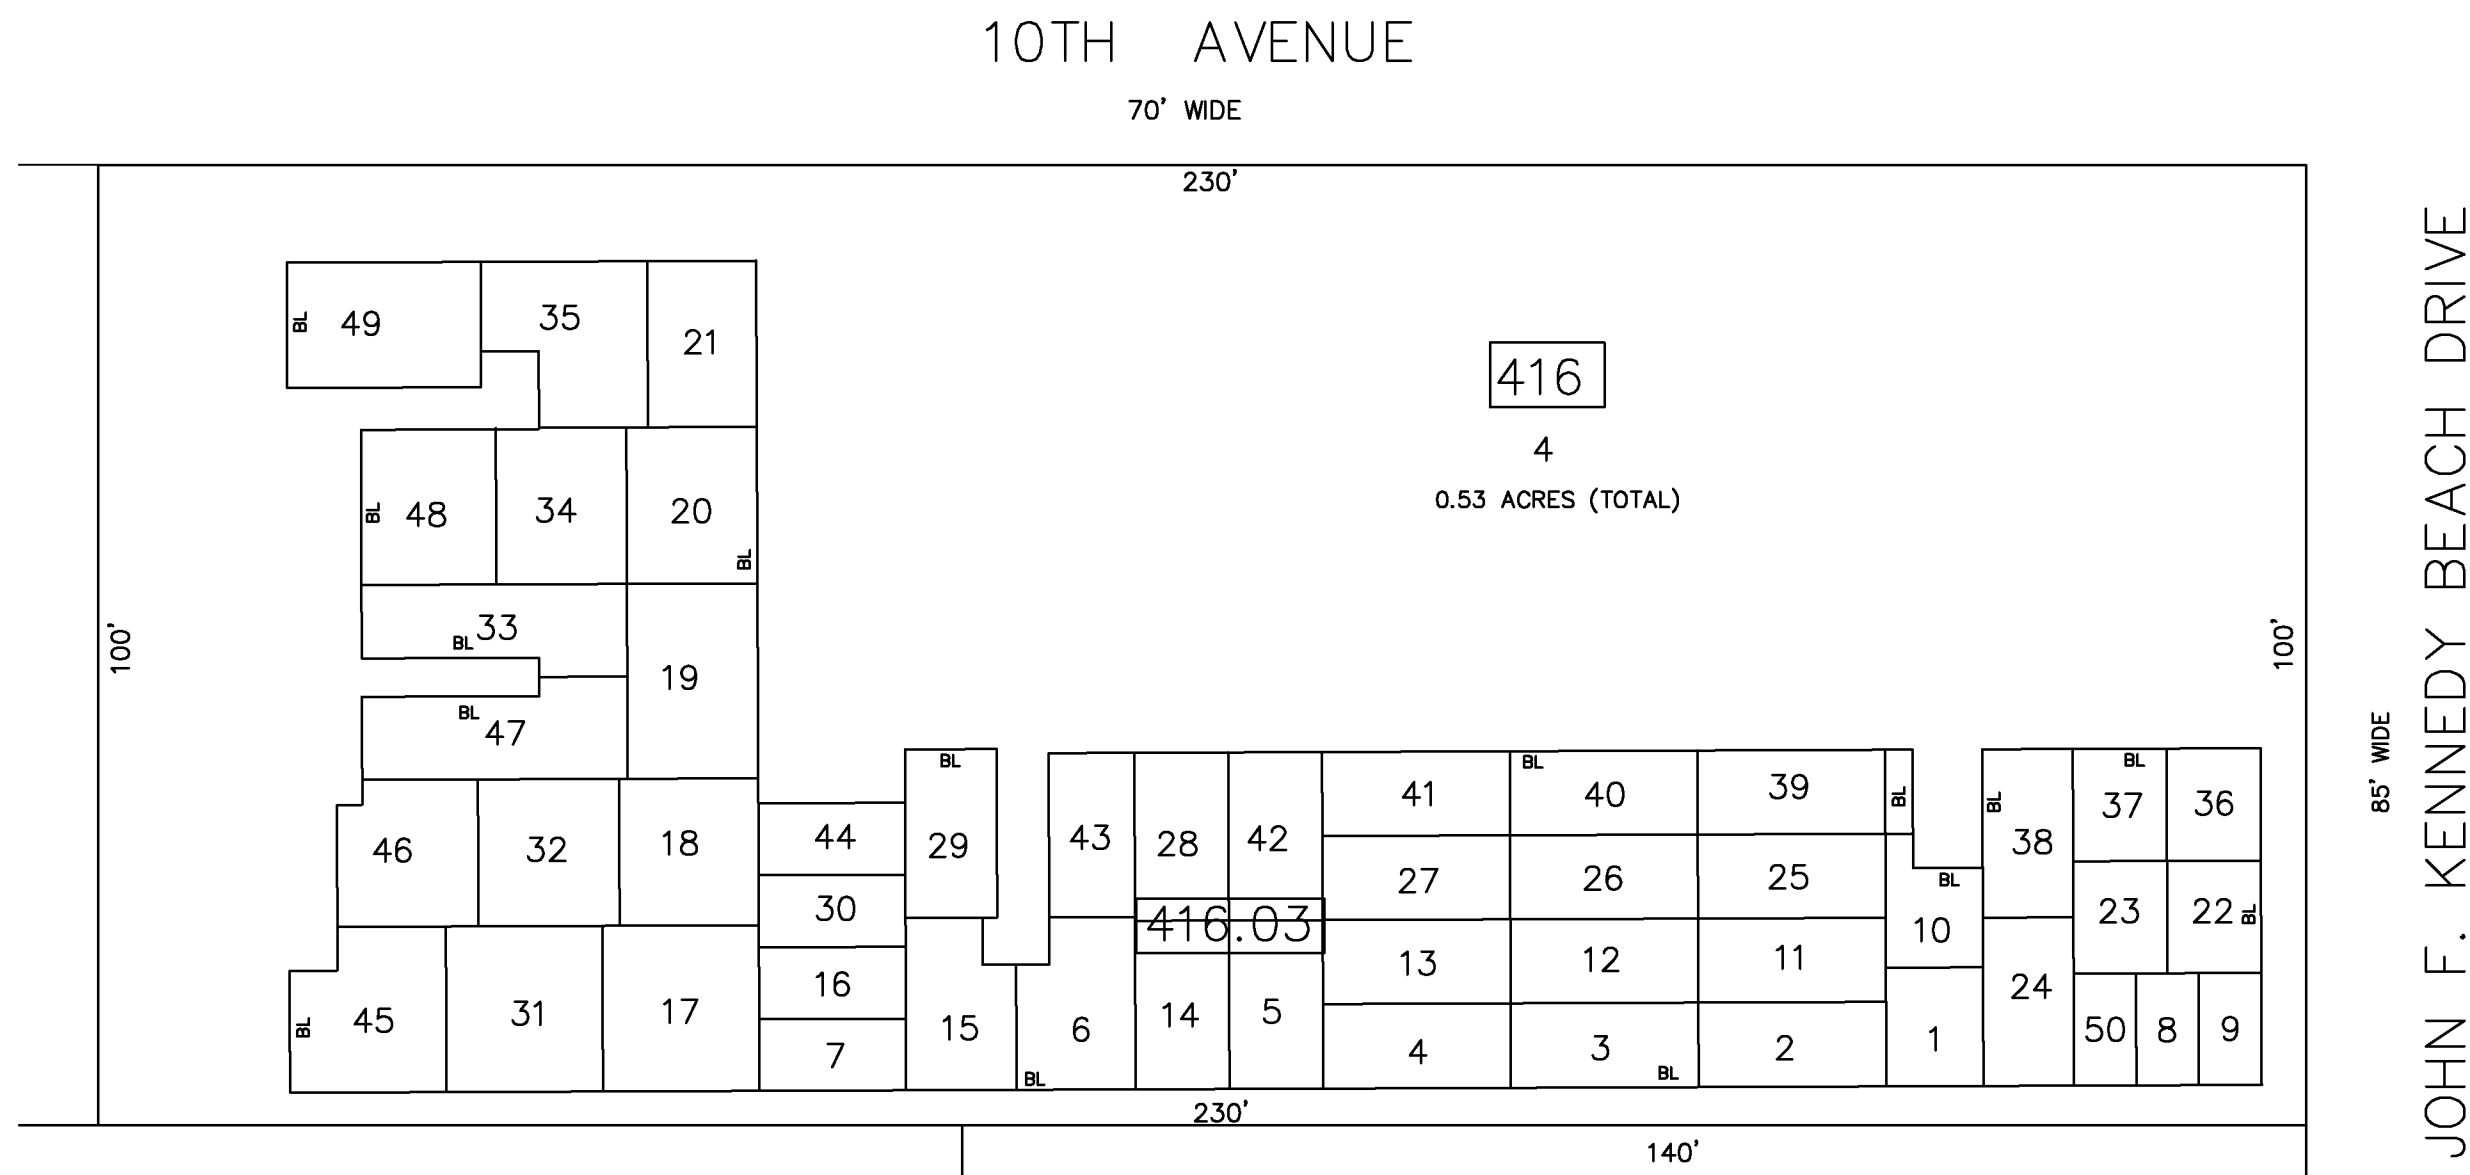 10TH AVENUE
70' WIDE
230'
49
BL
35
21
416
4
0.53 ACRES (TOTAL)
48
BL
34
20
BL
33
BL
19
47
BL
100'
100'
85' WIDE
JOHN F. KENNEDY BEACH DRIVE
46
32
18
44
29
BL
43
28
42
41
40
BL
39
BL
38
BL
37
BL
36
30
27
26
25
10
BL
23
22
BL
416.03
45
BL
31
17
16
7
15
6
BL
14
5
13
12
11
4
3
BL
2
1
24
50
8
9
230'
140'